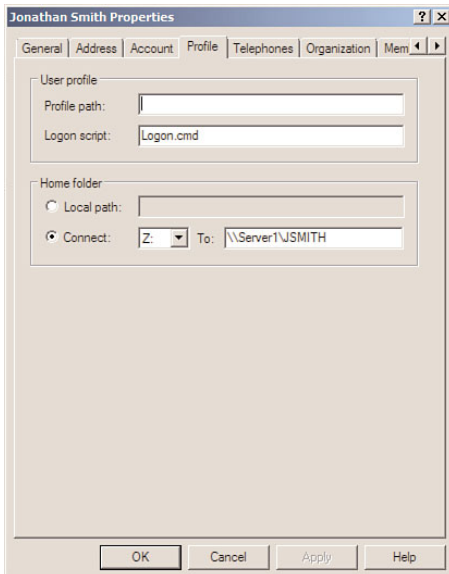 Jonathan Smith Properties
General Address Account Profile Telephones Organization Mem
User profile
Profile path:
Logon script: Logon.cmd
Home folder
Local path:
Connect: Z: To: \\Server1\JSMITH
OK Cancel Apply Help